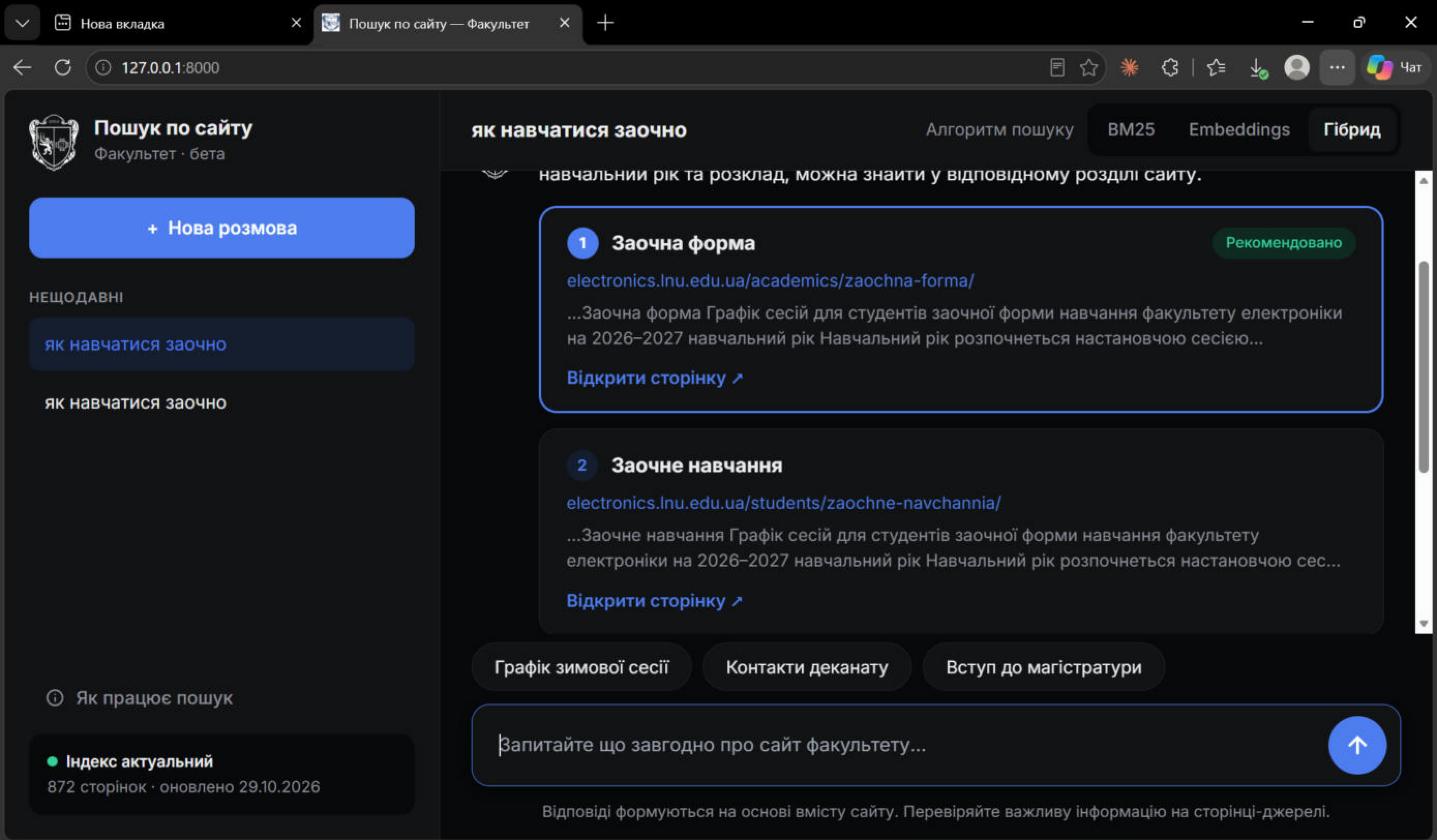 Нова вкладка
Пошук по сайту — Факультет
127.0.0.1:8000
Чат
Пошук по сайту
Факультет · бета
+ Нова розмова
НЕЩОДАВНІ
як навчатися заочно
як навчатися заочно
Як працює пошук
Індекс актуальний
872 сторінок · оновлено 29.10.2026
як навчатися заочно
Алгоритм пошуку BM25 Embeddings Гібрид
навчальний рік та розклад, можна знайти у відповідному розділі сайту.
1 Заочна форма Рекомендовано
electronics.lnu.edu.ua/academics/zaochna-forma/
...Заочна форма Графік сесій для студентів заочної форми навчання факультету електроніки
на 2026–2027 навчальний рік Навчальний рік розпочнеться настановчою сесією...
Відкрити сторінку ↗
2 Заочне навчання
electronics.lnu.edu.ua/students/zaochne-navchannia/
...Заочне навчання Графік сесій для студентів заочної форми навчання факультету
електроніки на 2026–2027 навчальний рік Навчальний рік розпочнеться настановчою сес...
Відкрити сторінку ↗
Графік зимової сесії Контакти деканату Вступ до магістратури
Запитайте що завгодно про сайт факультету...
Відповіді формуються на основі вмісту сайту. Перевіряйте важливу інформацію на сторінці-джерелі.